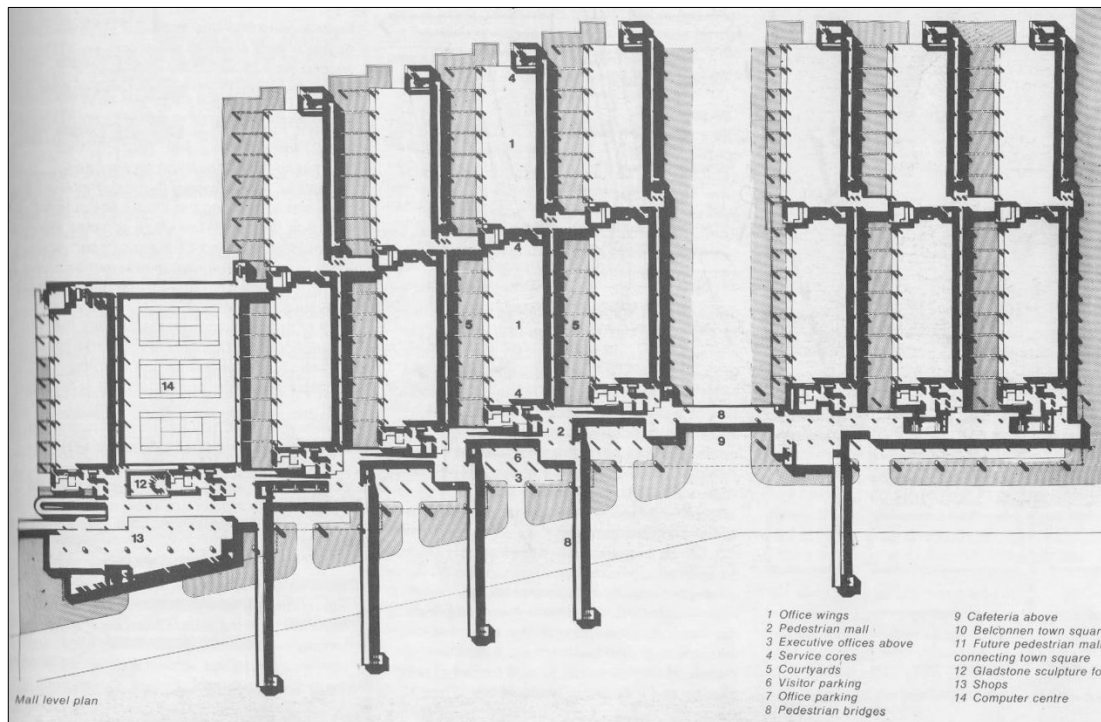 4
1
4
5
1
5
14
4
8
2
9
6
3
12
13
8
Mall level plan
1 Office wings
2 Pedestrian mall
3 Executive offices above
4 Service cores
5 Courtyards
6 Visitor parking
7 Office parking
8 Pedestrian bridges
9 Cafeteria above
10 Belconnen town squar
11 Future pedestrian mall
connecting town square
12 Gladstone sculpture fo
13 Shops
14 Computer centre